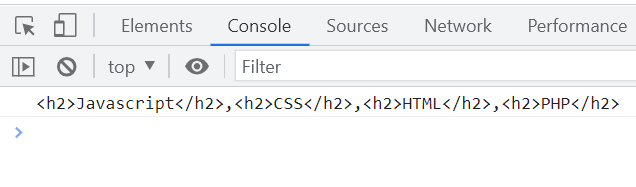 Elements Console Sources Network Performance
top ▼ Filter
<h2>Javascript</h2>,<h2>CSS</h2>,<h2>HTML</h2>,<h2>PHP</h2>
>